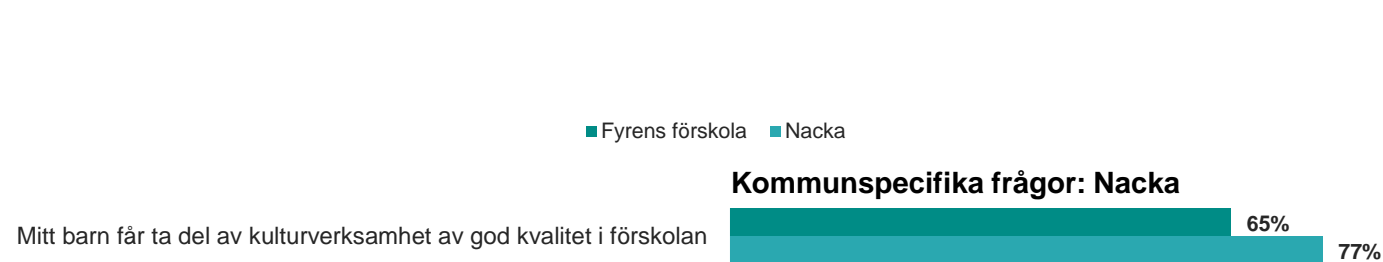 Fyrens förskola Nacka
Kommunspecifika frågor: Nacka
65%
Mitt barn får ta del av kulturverksamhet av god kvalitet i förskolan
77%